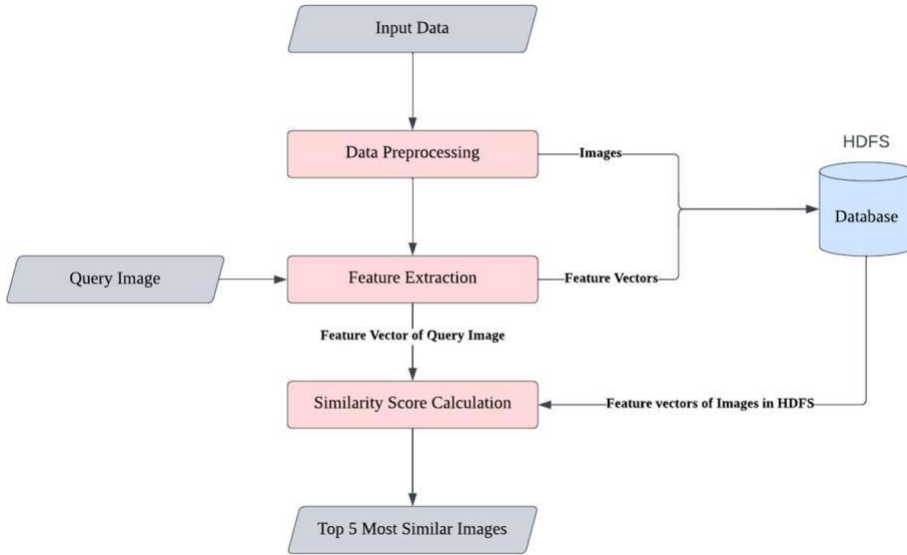 Input Data
HDFS
Data Preprocessing
Images
Database
Query Image
Feature Extraction
Feature Vectors
Feature Vector of Query Image
Similarity Score Calculation
Feature vectors of Images in HDFS
Top 5 Most Similar Images